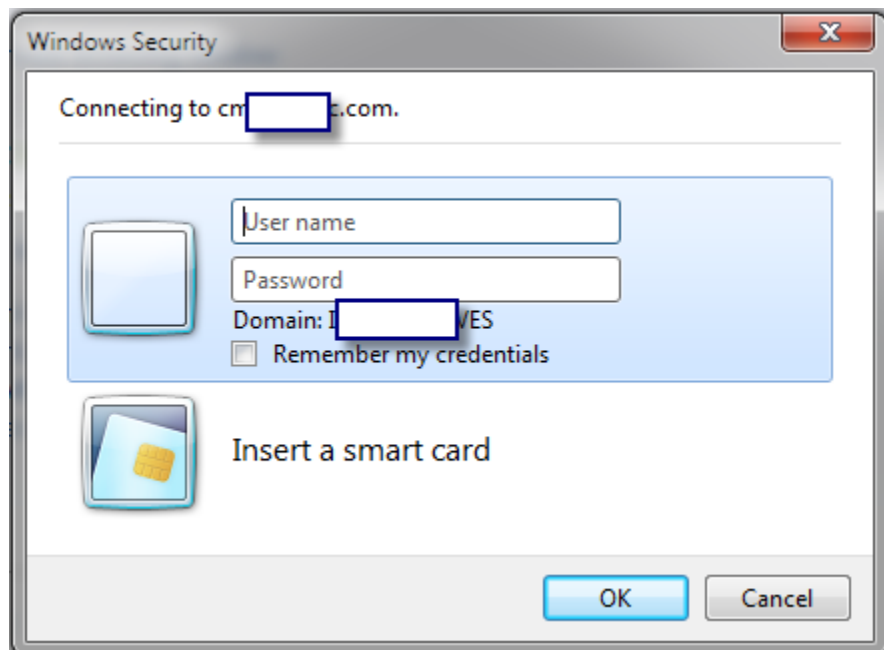 Windows Security
Connecting to cm c.com.
User name
Password
Domain: I VES
Remember my credentials
Insert a smart card
OK
Cancel